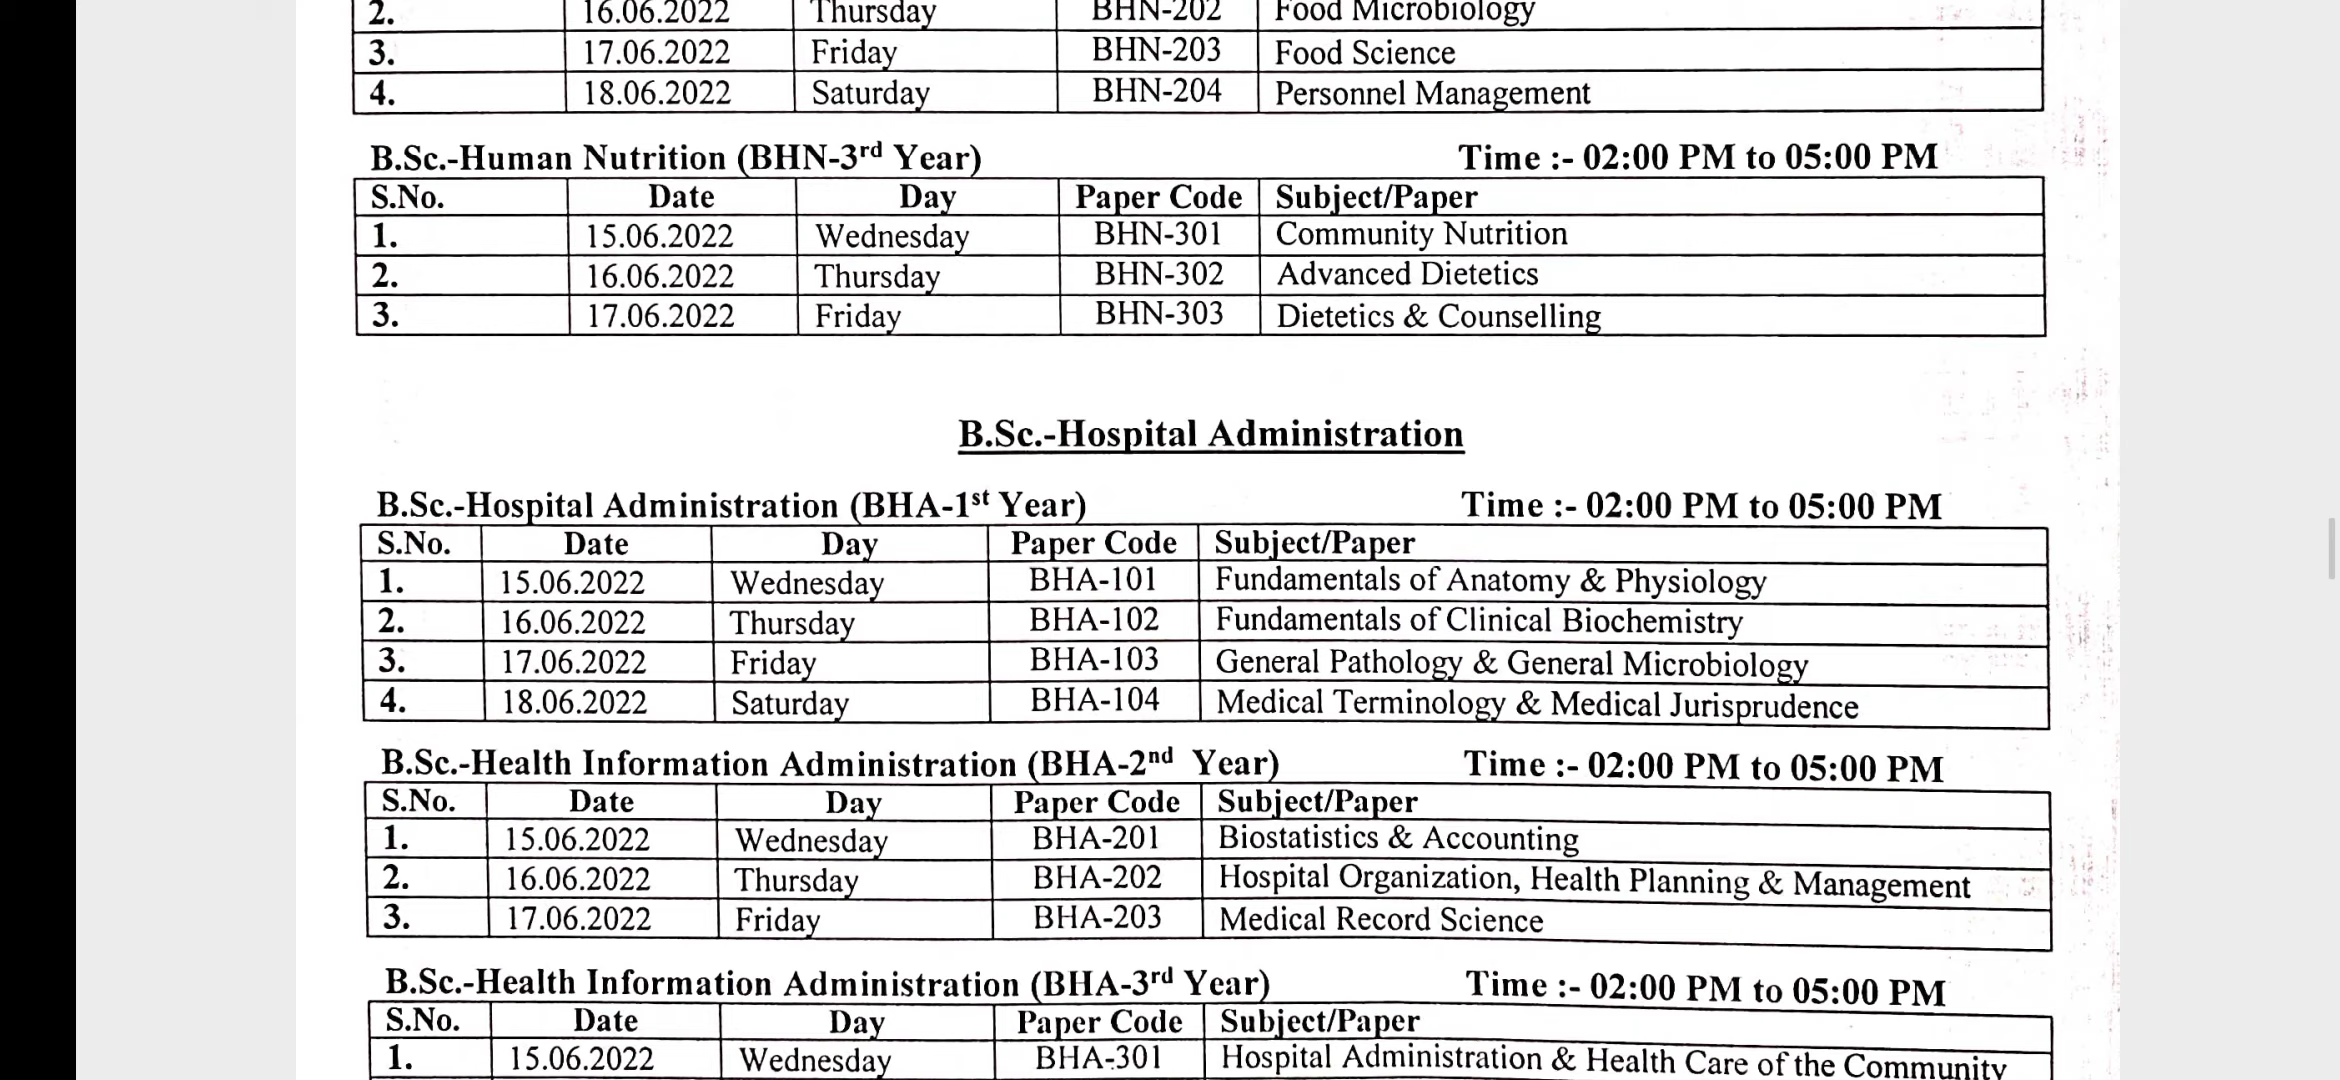 2. 16.06.2022 Thursday BHN-202 Food Microbiology
3. 17.06.2022 Friday BHN-203 Food Science
4. 18.06.2022 Saturday BHN-204 Personnel Management
B.Sc.-Human Nutrition (BHN-3rd Year) Time :- 02:00 PM to 05:00 PM
S.No. Date Day Paper Code Subject/Paper
1. 15.06.2022 Wednesday BHN-301 Community Nutrition
2. 16.06.2022 Thursday BHN-302 Advanced Dietetics
3. 17.06.2022 Friday BHN-303 Dietetics & Counselling
B.Sc.-Hospital Administration
B.Sc.-Hospital Administration (BHA-1st Year) Time :- 02:00 PM to 05:00 PM
S.No. Date Day Paper Code Subject/Paper
1. 15.06.2022 Wednesday BHA-101 Fundamentals of Anatomy & Physiology
2. 16.06.2022 Thursday BHA-102 Fundamentals of Clinical Biochemistry
3. 17.06.2022 Friday BHA-103 General Pathology & General Microbiology
4. 18.06.2022 Saturday BHA-104 Medical Terminology & Medical Jurisprudence
B.Sc.-Health Information Administration (BHA-2nd Year) Time :- 02:00 PM to 05:00 PM
S.No. Date Day Paper Code Subject/Paper
1. 15.06.2022 Wednesday BHA-201 Biostatistics & Accounting
2. 16.06.2022 Thursday BHA-202 Hospital Organization, Health Planning & Management
3. 17.06.2022 Friday BHA-203 Medical Record Science
B.Sc.-Health Information Administration (BHA-3rd Year) Time :- 02:00 PM to 05:00 PM
S.No. Date Day Paper Code Subject/Paper
1. 15.06.2022 Wednesday BHA-301 Hospital Administration & Health Care of the Community